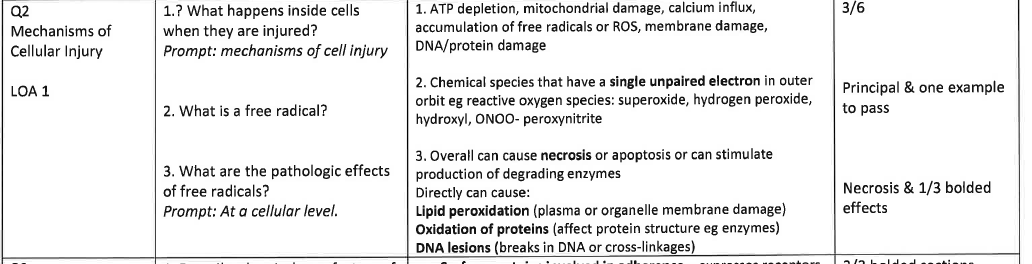 Q2
Mechanisms of
Cellular Injury
LOA 1
1.? What happens inside cells
when they are injured?
Prompt: mechanisms of cell injury
2. What is a free radical?
3. What are the pathologic effects
of free radicals?
Prompt: At a cellular level.
1. ATP depletion, mitochondrial damage, calcium influx,
accumulation of free radicals or ROS, membrane damage,
DNA/protein damage
2. Chemical species that have a single unpaired electron in outer
orbit eg reactive oxygen species: superoxide, hydrogen peroxide,
hydroxyl, ONOO- peroxynitrite
3. Overall can cause necrosis or apoptosis or can stimulate
production of degrading enzymes
Directly can cause:
Lipid peroxidation (plasma or organelle membrane damage)
Oxidation of proteins (affect protein structure eg enzymes)
DNA lesions (breaks in DNA or cross-linkages)
3/6
Principal & one example
to pass
Necrosis & 1/3 bolded
effects